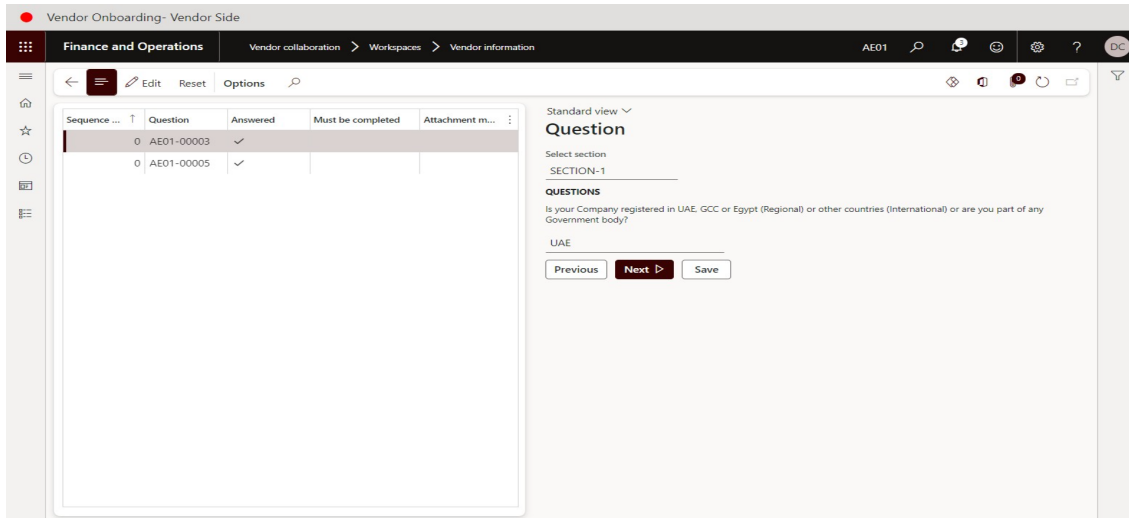 Vendor Onboarding- Vendor Side
Finance and Operations Vendor collaboration > Workspaces > Vendor information AE01 3 ? DC
Edit Reset Options 0
Sequence ... ↑ Question Answered Must be completed Attachment m...
0 AE01-00003 ✓
0 AE01-00005 ✓
Standard view
Question
Select section
SECTION-1
QUESTIONS
Is your Company registered in UAE, GCC or Egypt (Regional) or other countries (International) or are you part of any
Government body?
UAE
Previous Next Save